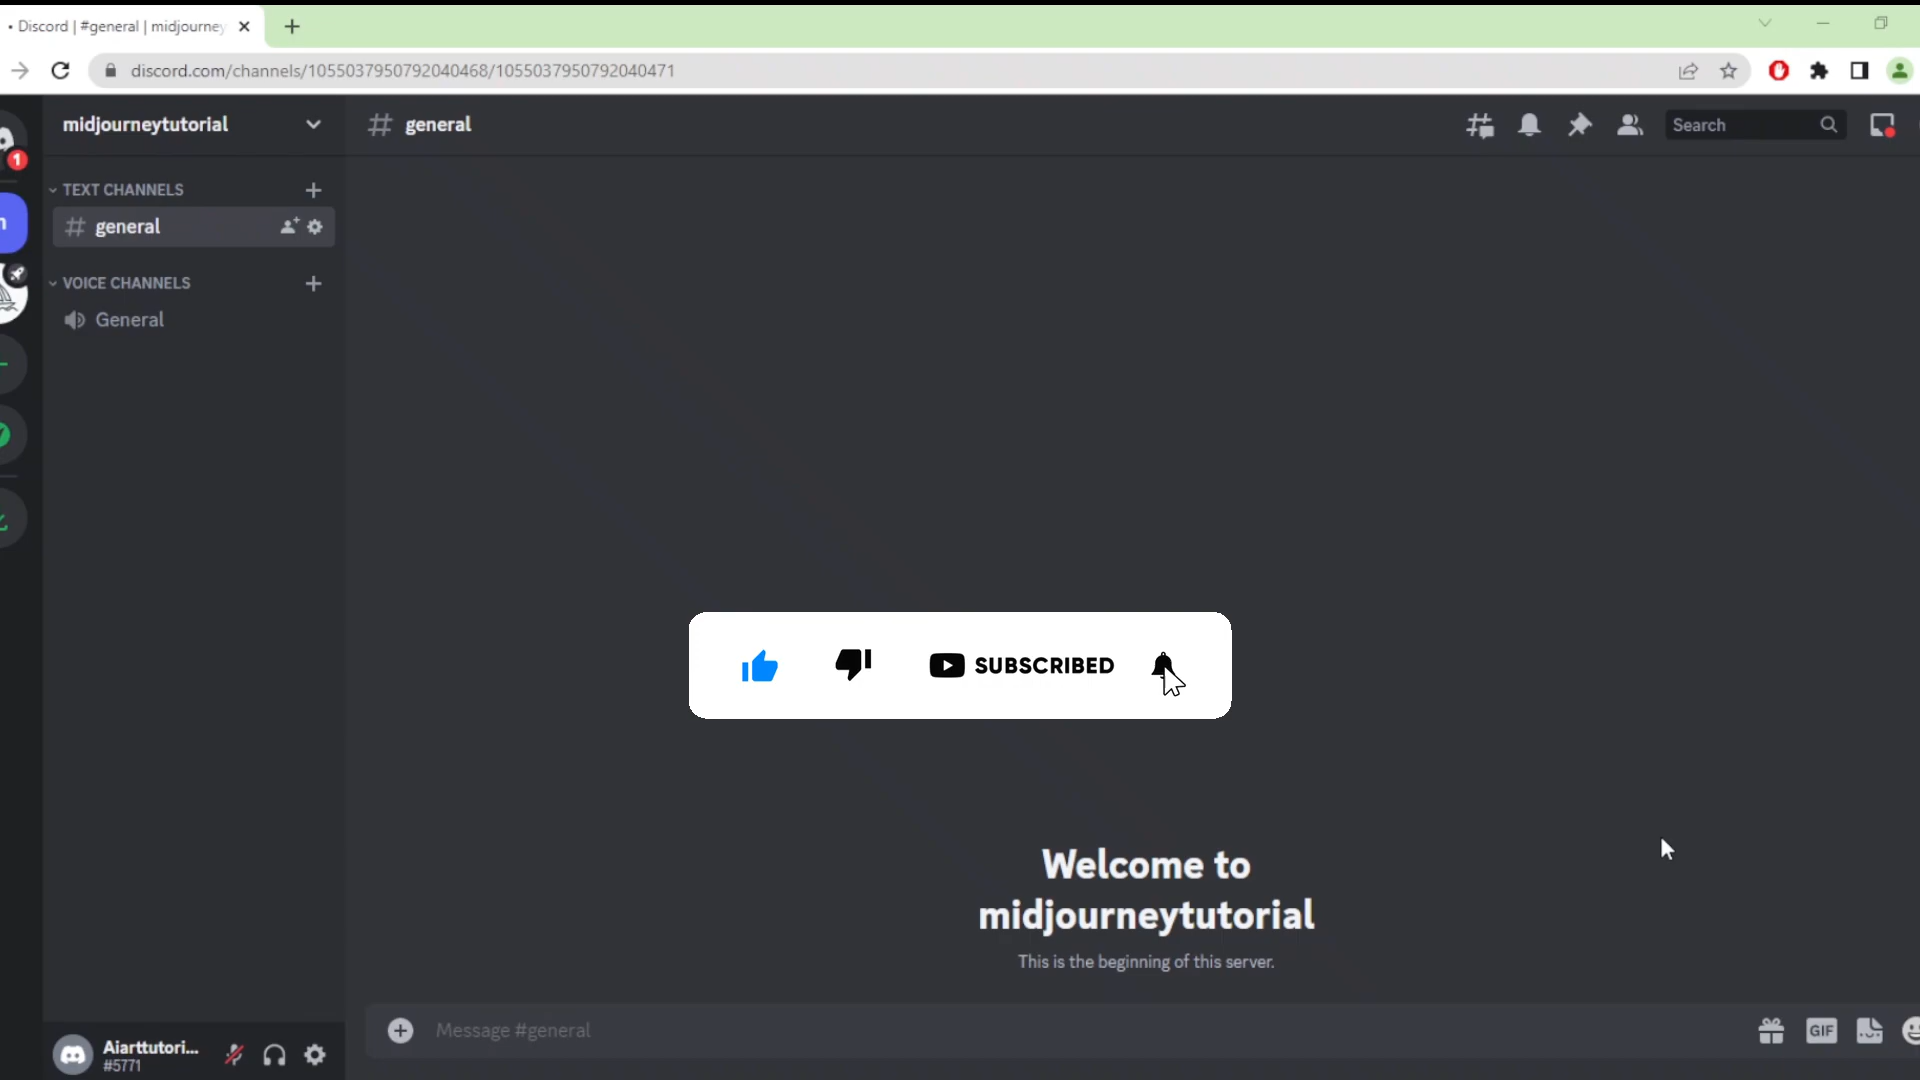 • Discord | #general | midjourney
discord.com/channels/1055037950792040468/1055037950792040471
1
midjourneytutorial
general
Search
TEXT CHANNELS
general
VOICE CHANNELS
General
SUBSCRIBED
Welcome to
midjourneytutorial
This is the beginning of this server.
Message #general
GIF
Aiarttutori...
#5771